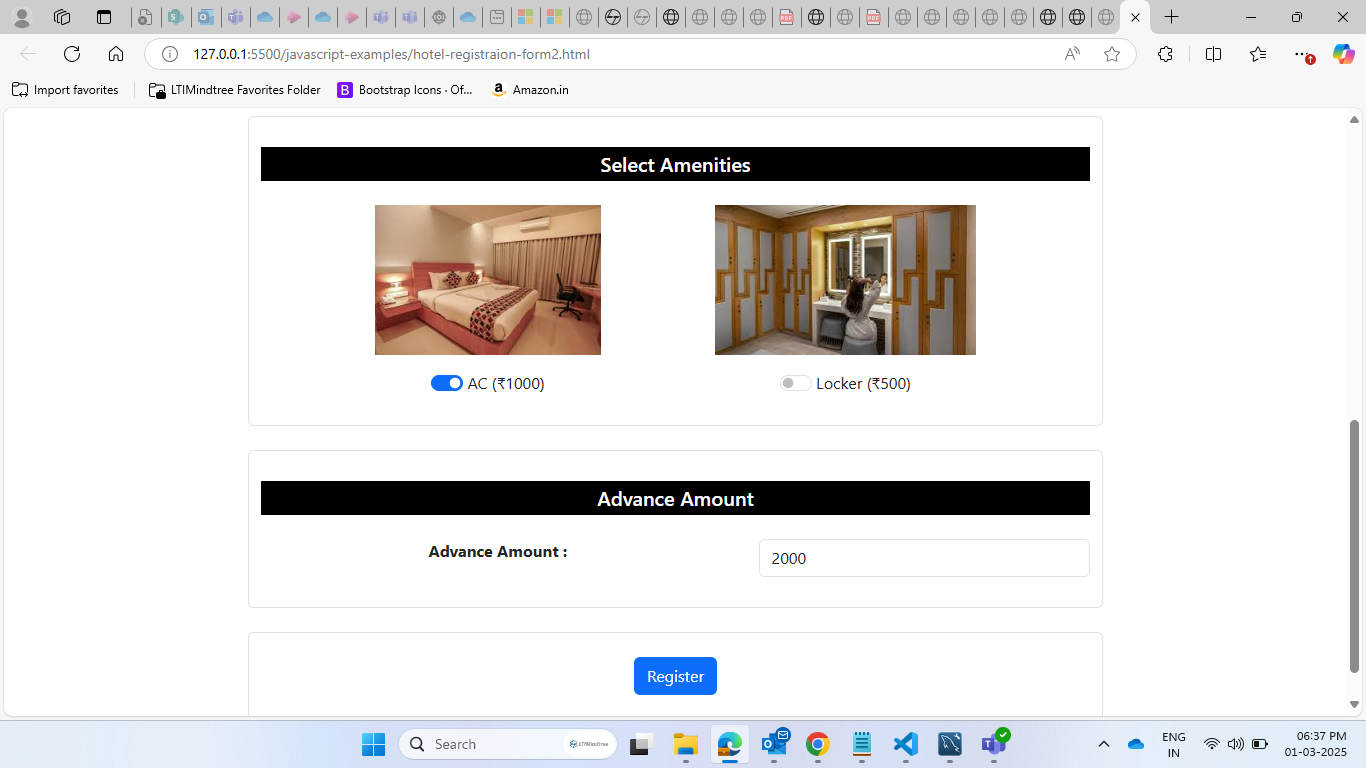 127.0.0.1:5500/javascript-examples/hotel-registraion-form2.html
Import favorites
LTIMindtree Favorites Folder
B Bootstrap Icons · Of...
a Amazon.in
Select Amenities
AC (₹1000)
Locker (₹500)
Advance Amount
Advance Amount :
2000
Register
Search
LTIMindtree
ENG
IN
06:37 PM
01-03-2025